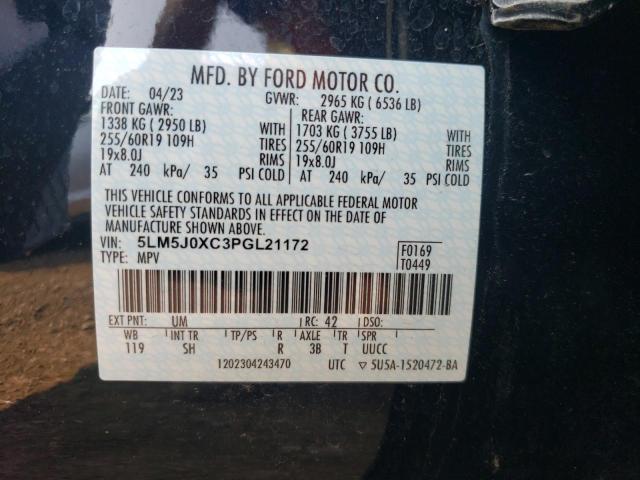 MFD. BY FORD MOTOR CO.
DATE: 04/23 GVWR: 2965 KG ( 6536 LB)
FRONT GAWR: REAR GAWR:
1338 KG ( 2950 LB) WITH 1703 KG ( 3755 LB) WITH
255/60R19 109H TIRES 255/60R19 109H TIRES
19x8.0J RIMS 19x8.0J RIMS
AT 240 kPa/ 35 PSI COLD AT 240 kPa/ 35 PSI COLD
THIS VEHICLE CONFORMS TO ALL APPLICABLE FEDERAL MOTOR
VEHICLE SAFETY STANDARDS IN EFFECT ON THE DATE OF
MANUFACTURE SHOWN ABOVE.
VIN: 5LM5J0XC3PGL21172 F0169
TYPE: MPV T0449
EXT PNT: UM RC: 42 DSO:
WB INT TR TP/PS R AXLE TR SPR
119 SH R 3B T UUCC
1202304243470 UTC ▽ 5U5A-1520472-BA